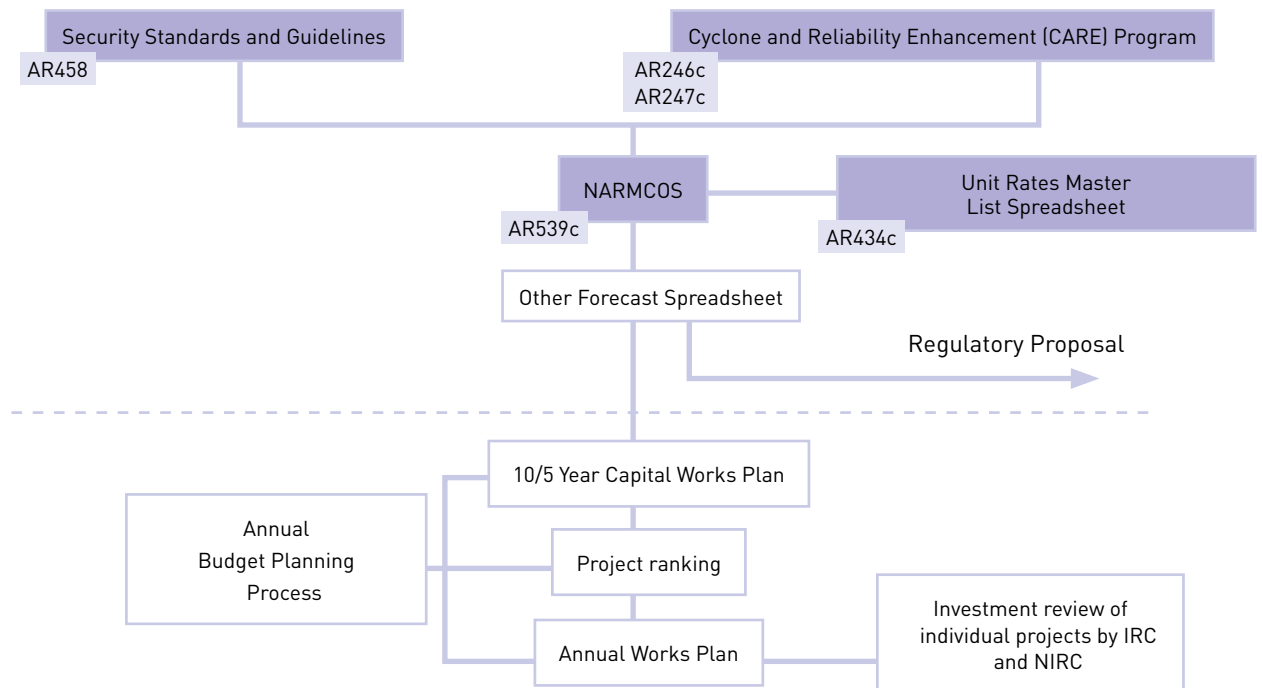 Security Standards and Guidelines
AR458
Cyclone and Reliability Enhancement (CARE) Program
AR246c
AR247c
NARMCOS
AR539c
Unit Rates Master
List Spreadsheet
AR434c
Other Forecast Spreadsheet
Regulatory Proposal
10/5 Year Capital Works Plan
Annual
Budget Planning
Process
Project ranking
Annual Works Plan
Investment review of
individual projects by IRC
and NIRC